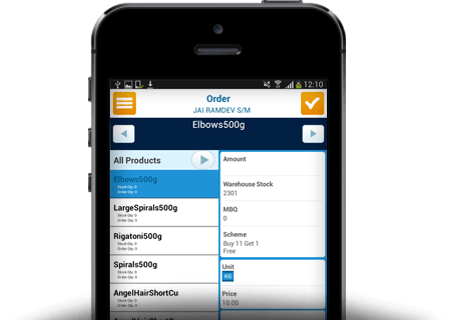 12:10
Order
JAI RAMDEV S/M
Elbows500g
All Products
Elbows500g
Stock Qty: 0
Order Qty: 0
LargeSpirals500g
Stock Qty: 0
Order Qty: 0
Rigatoni500g
Stock Qty: 0
Order Qty: 0
Spirals500g
Stock Qty: 0
Order Qty: 0
AngelHairShortCu
Stock Qty: 0
Order Qty: 0
Amount
Warehouse Stock
2301
MBQ
0
Scheme
Buy 11 Get 1
Free
Unit
KG
Price
10.00